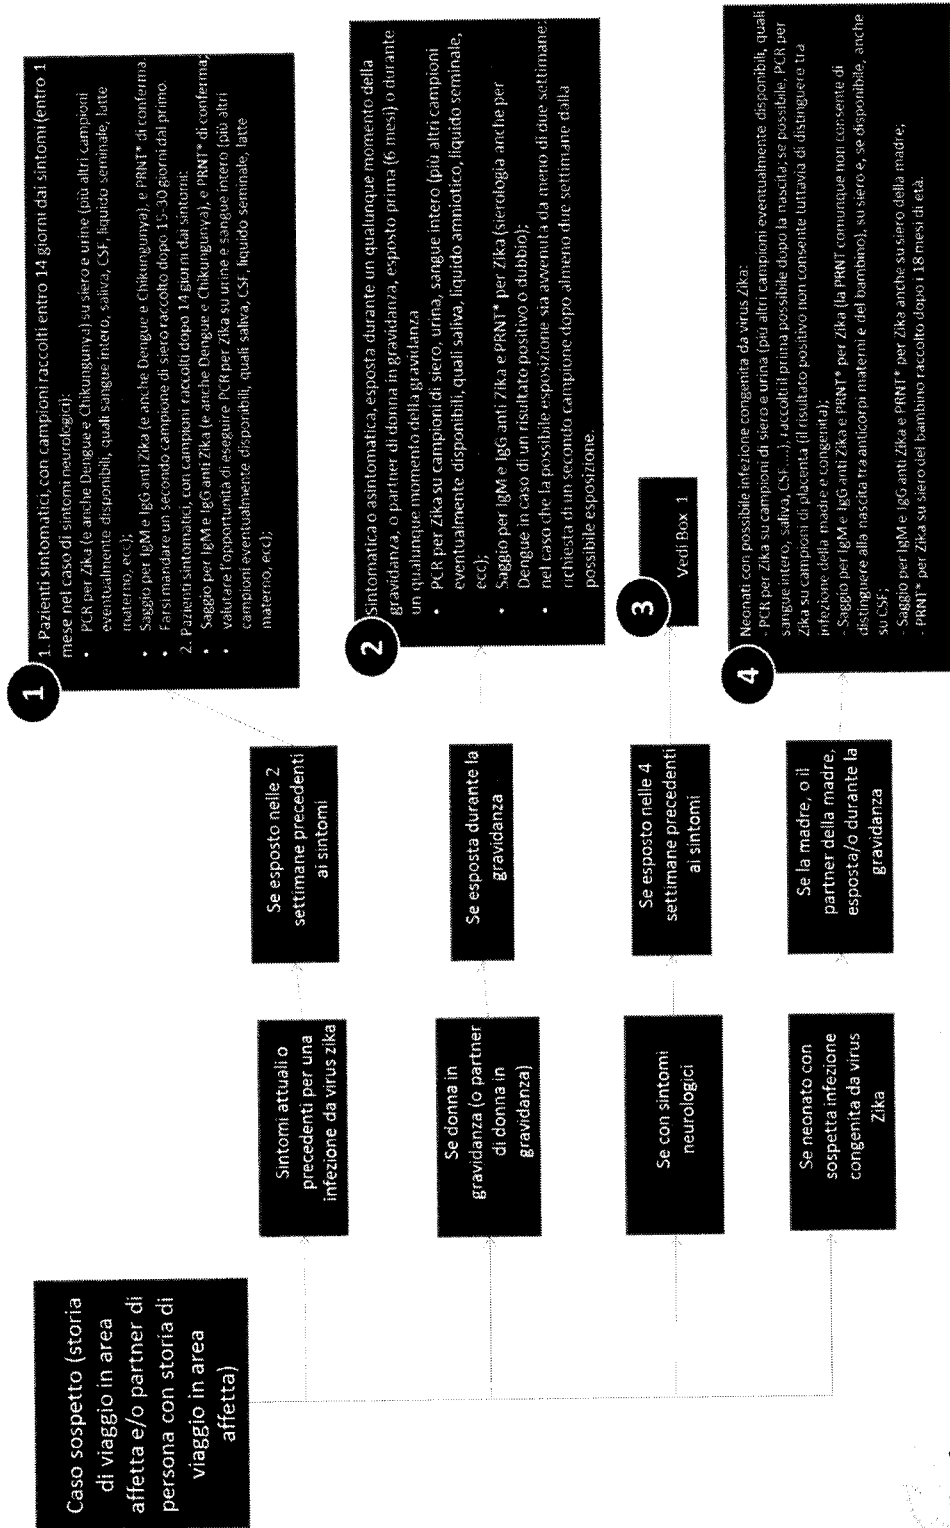 Caso sospetto (storia
di viaggio in area
affetta e/o partner di
persona con storia di
viaggio in area
affetta)
Sintomi attuali o
precedenti per una
infezione da virus zika
Se esposto nelle 2
settimane precedenti
ai sintomi
1
1. Pazienti sintomatici, con campioni raccolti entro 14 giorni dai sintomi (entro 1
mese nel caso di sintomi neurologici):
• PCR per Zika (e anche Dengue e Chikunguny) su siero e urine (più altri campioni
eventualmente disponibili, quali sangue intero, saliva, CSF, liquido seminale, latte
materno, ecc);
• Saggio per IgM e IgG anti Zika (e anche Dengue e Chikungunya), e PRNT* di conferma.
• Farsi mandare un secondo campione di siero raccolto dopo 15-30 giorni dal primo.
2. Pazienti sintomatici, con campioni raccolti dopo 14 giorni dai sintomi:
• Saggio per IgM e IgG anti Zika (e anche Dengue e Chikungunya), e PRNT* di conferma;
• valutare l'opportunità di eseguire PCR per Zika su urine e sangue intero (più altri
campioni eventualmente disponibili, quali saliva, CSF, liquido seminale, latte
materno, ecc).
Se donna in
gravidanza (o partner
di donna in
gravidanza)
Se esposta durante la
gravidanza
2
Sintomatica o asintomatica, esposta durante un qualunque momento della
gravidanza, o partner di donna in gravidanza, esposto prima (6 mesi) o durante
un qualunque momento della gravidanza
• PCR per Zika su campioni di siero, urina, sangue intero (più altri campioni
eventualmente disponibili, quali saliva, liquido amniotico, liquido seminale,
ecc);
• Saggio per IgM e IgG anti Zika e PRNT* per Zika (sierologia anche per
Dengue in caso di un risultato positivo o dubbio);
• nel caso che la possibile esposizione sia avvenuta da meno di due settimane:
richiesta di un secondo campione dopo almeno due settimane dalla
possibile esposizione.
Se con sintomi
neurologici
Se esposto nelle 4
settimane precedenti
ai sintomi
3
Vedi Box 1
Se neonato con
sospetta infezione
congenita da virus
Zika
Se la madre, o il
partner della madre,
esposta/o durante la
gravidanza
4
Neonati con possibile infezione congenita da virus Zika:
- PCR per Zika su campioni di siero e urina (più altri campioni eventualmente disponibili, quali
sangue intero, saliva, CSF, ...), raccolti il prima possibile dopo la nascita se possibile, PCR per
Zika su campioni di placenta (il risultato positivo non consente tuttavia di distinguere tra
infezione della madre e congenita);
- Saggio per IgM e IgG anti Zika e PRNT* per Zika (la PRNT comunque non consente di
distinguere alla nascita tra anticorpi materni e del bambino), su siero e, se disponibile, anche
su CSF;
- Saggio per IgM e IgG anti Zika e PRNT* per Zika anche su siero della madre;
- PRNT* per Zika su siero del bambino raccolto dopo i 18 mesi di età.